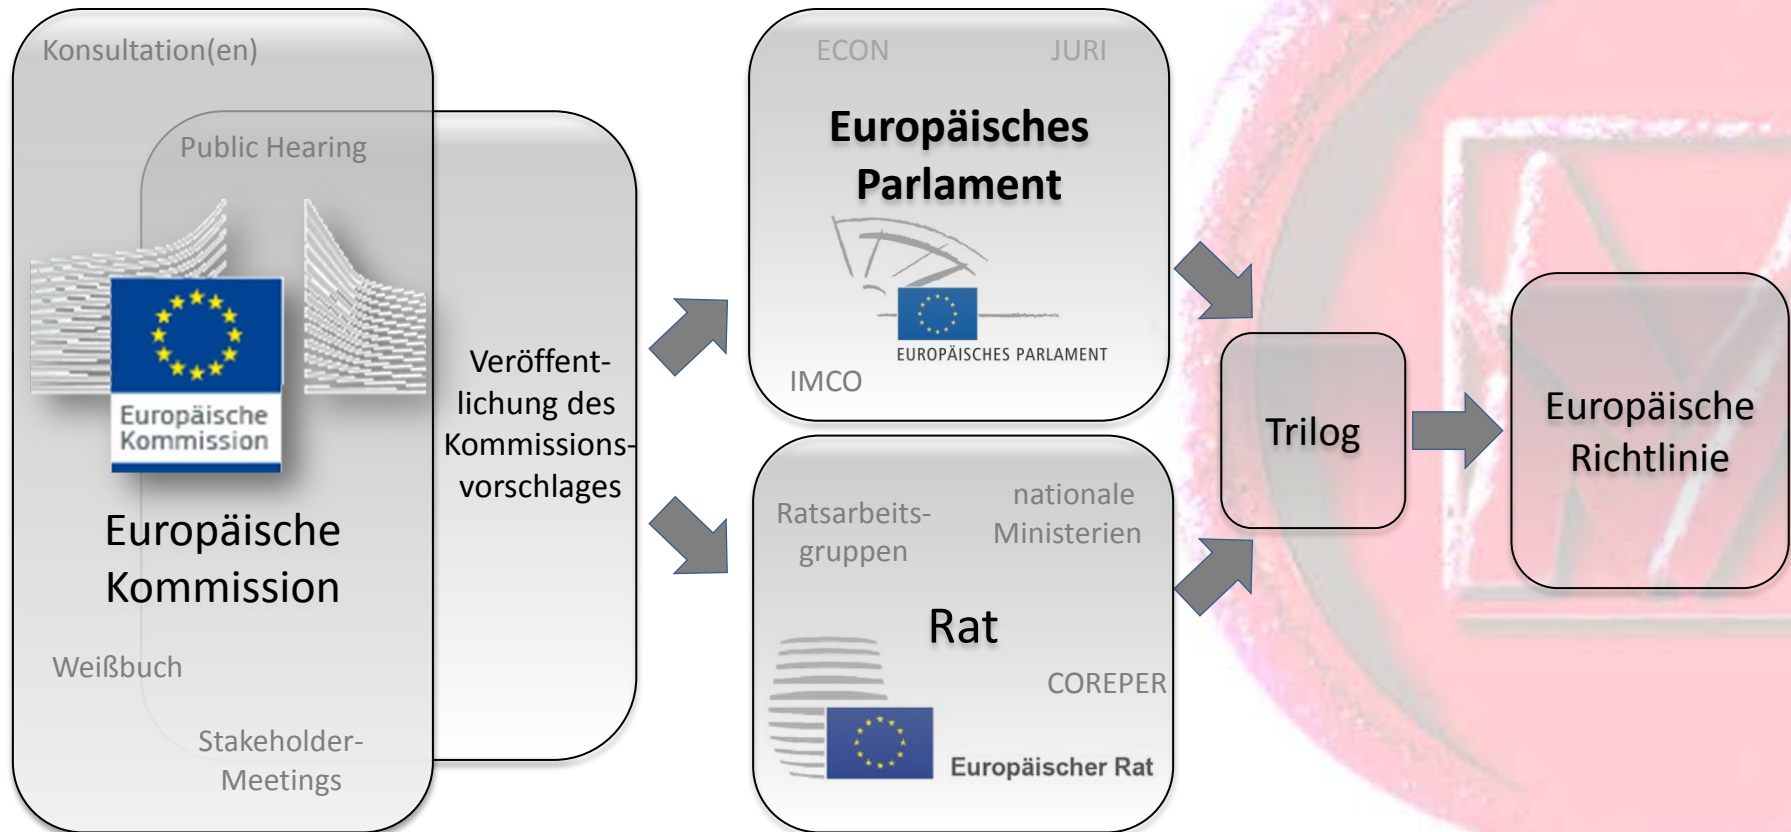 Konsultation(en)
Public Hearing
Europäische
Kommission
Europäische
Kommission
Weißbuch
Stakeholder-
Meetings
Veröffent-
lichung des
Kommissions-
vorschlages
ECON
JURI
Europäisches
Parlament
EUROPÄISCHES PARLAMENT
IMCO
Ratsarbeits-
gruppen
nationale
Ministerien
Rat
COREPER
Europäischer Rat
Trilog
Europäische
Richtlinie